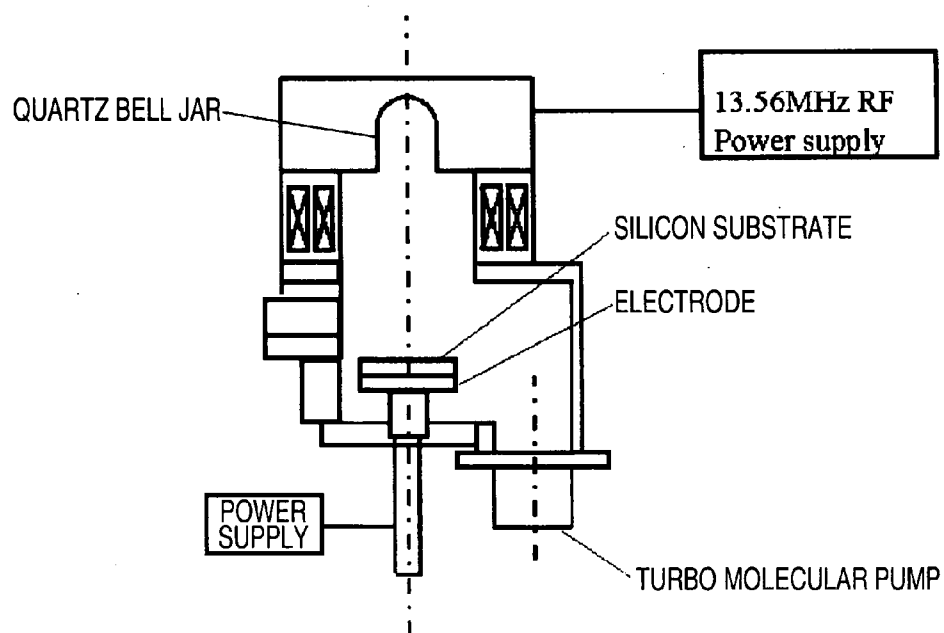 QUARTZ BELL JAR
13.56MHz RF
Power supply
SILICON SUBSTRATE
ELECTRODE
POWER
SUPPLY
TURBO MOLECULAR PUMP